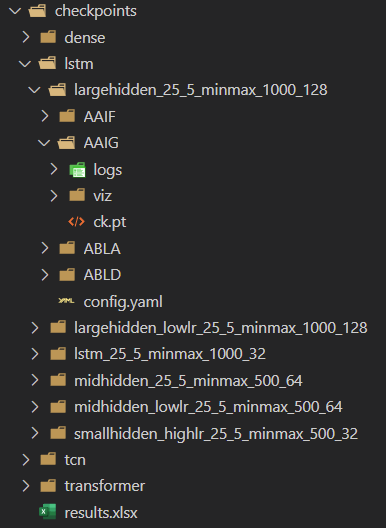 checkpoints
dense
lstm
largehidden_25_5_minmax_1000_128
AAIF
AAIG
logs
viz
ck.pt
ABLA
ABLD
YAML config.yaml
largehidden_lowlr_25_5_minmax_1000_128
lstm_25_5_minmax_1000_32
midhidden_25_5_minmax_500_64
midhidden_lowlr_25_5_minmax_500_64
smallhidden_highlr_25_5_minmax_500_32
tcn
transformer
results.xlsx